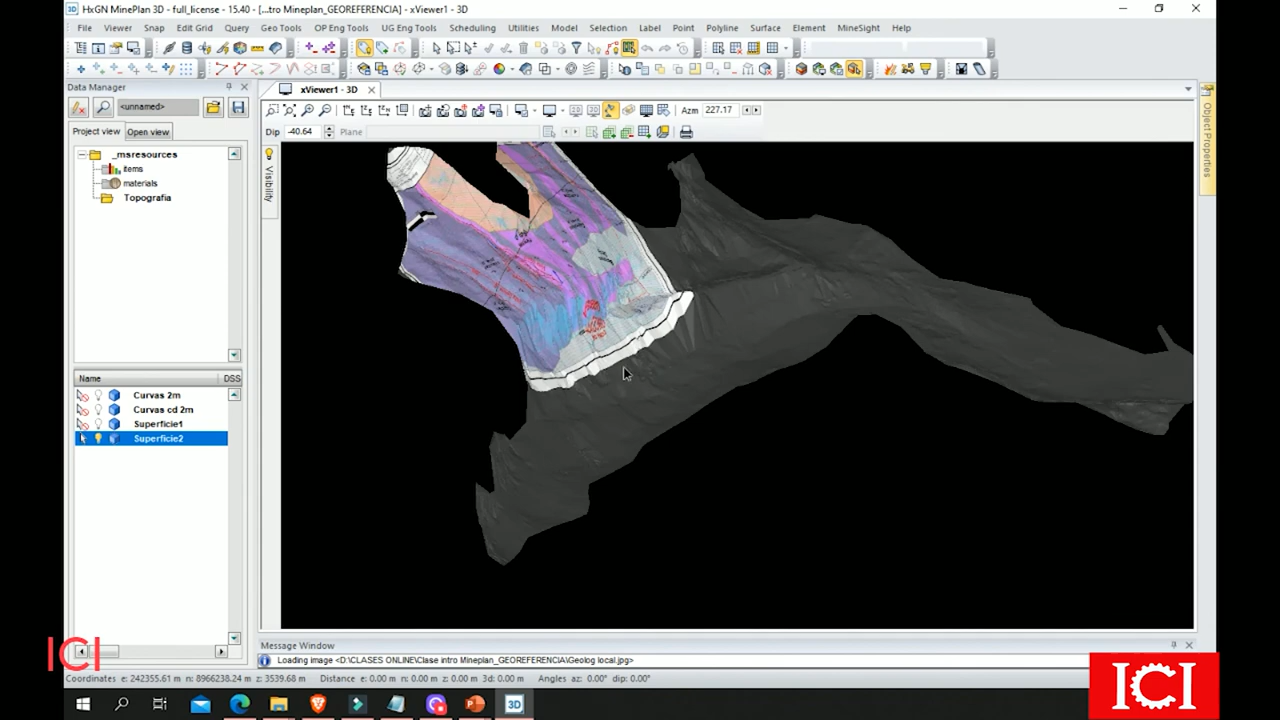 HxGN MinePlan 3D - full_license - 15.40 - [...tro Mineplan_GEOREFERENCIA] - xViewer1 - 3D
File Viewer Snap Edit Grid Query Geo Tools OP Eng Tools UG Eng Tools Scheduling Utilities Model Selection Label Point Polyline Surface Element MineSight Help
Data Manager
xViewer1 - 3D
<unnamed>
Azm 227.17
Project view Open view
Dip -40.64 Plane
_msresources
items
materials
Topografia
Visibility
Object Properties
Name DSS
Curvas 2m
Curvas cd 2m
Superficie1
Superficie2
Message Window
Loading image <D:\CLASES ONLINE\Clase intro Mineplan_GEOREFERENCIA\Geolog local.jpg>
Coordinates e: 242355.61 m n: 8966238.24 m z: 3539.68 m Distance e: 0.00 m n: 0.00 m z: 0.00 m 3d: 0.00 m Angles az: 0.00° dip: 0.00°
ICI
ICI
3D